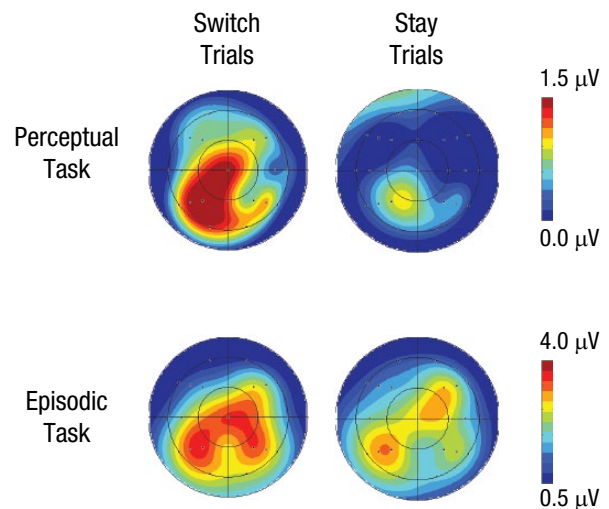 Switch
Trials
Stay
Trials
Perceptual
Task
1.5 μV
0.0 μV
Episodic
Task
4.0 μV
0.5 μV